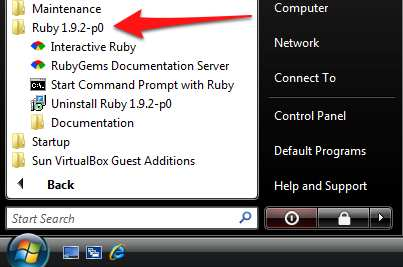 Maintenance
Ruby 1.9.2-p0
Interactive Ruby
RubyGems Documentation Server
Start Command Prompt with Ruby
Uninstall Ruby 1.9.2-p0
Documentation
Startup
Sun VirtualBox Guest Additions
Back
Start Search
Computer
Network
Connect To
Control Panel
Default Programs
Help and Support